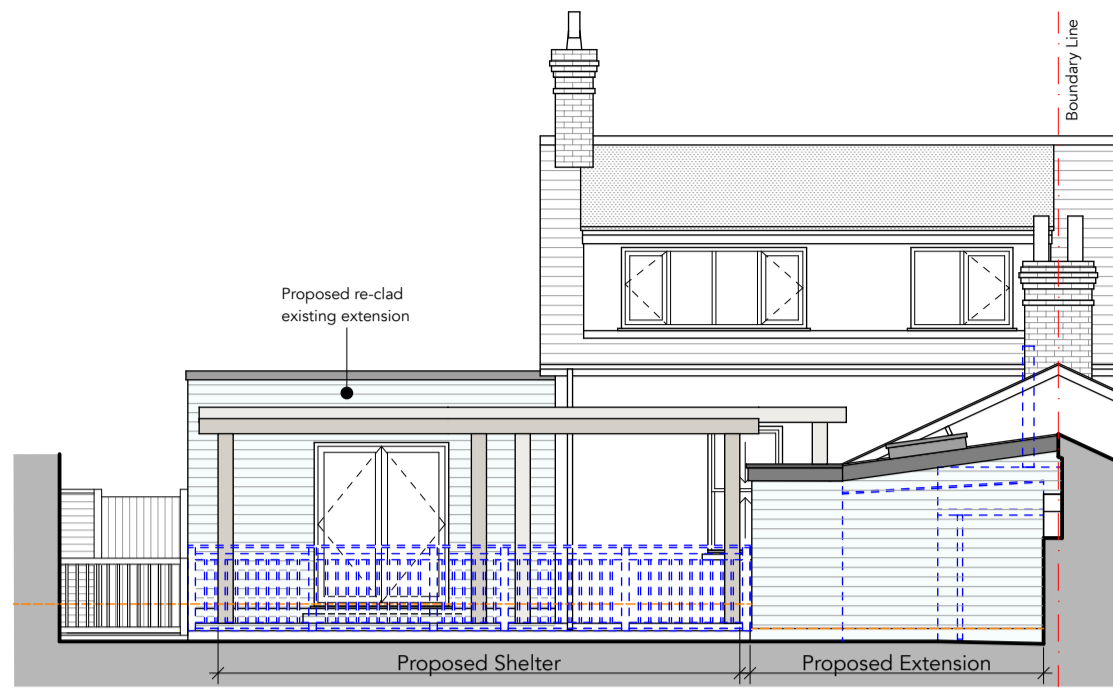 Boundary Line
Proposed re-clad
existing extension
Proposed Shelter
Proposed Extension